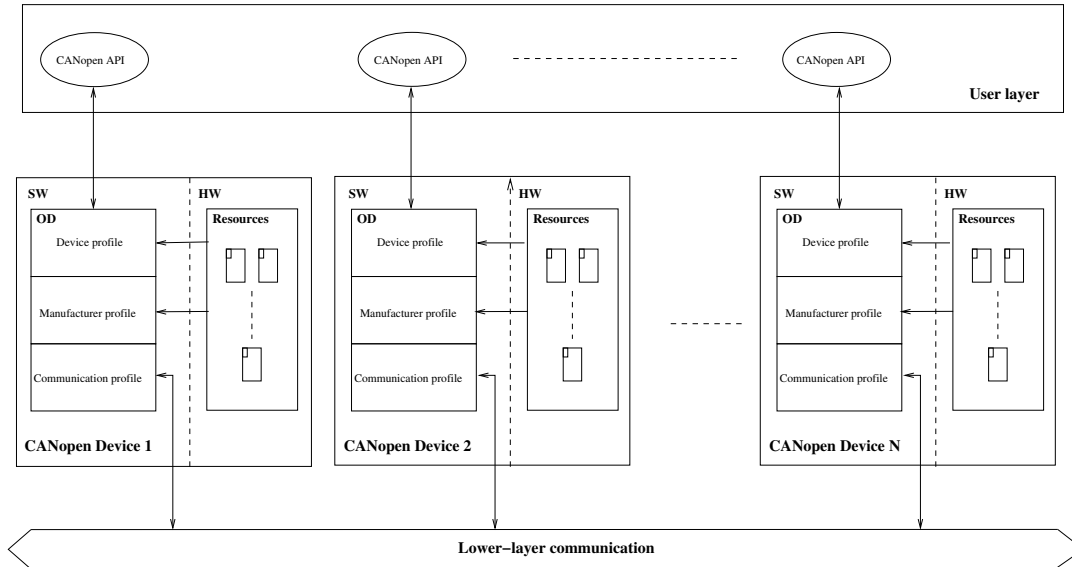 CANopen API
CANopen API
CANopen API
User layer
SW
HW
OD
Resources
Device profile
Manufacturer profile
Communication profile
CANopen Device 1
SW
HW
OD
Resources
Device profile
Manufacturer profile
Communication profile
CANopen Device 2
SW
HW
OD
Resources
Device profile
Manufacturer profile
Communication profile
CANopen Device N
Lower−layer communication